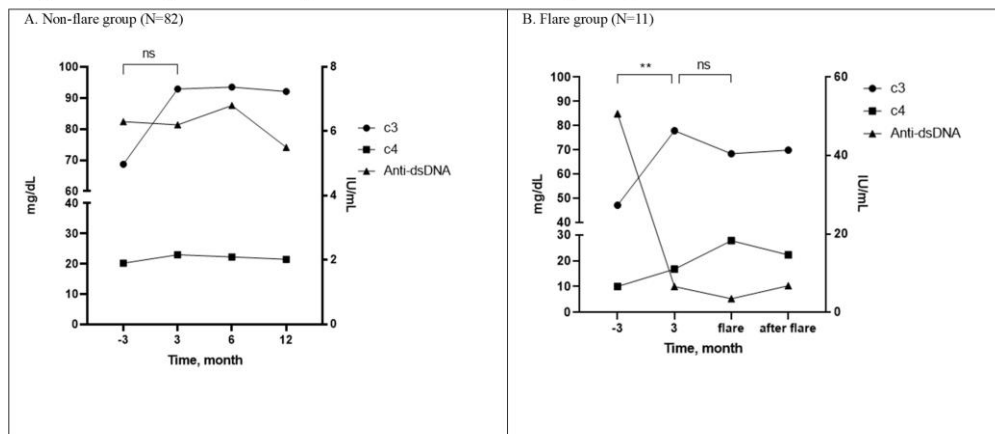 A. Non-flare group (N=82)
ns
100
90
80
70
60
40
30
20
10
0
mg/dL
8
6
4
2
0
IU/mL
-3
3
6
12
Time, month
c3
c4
Anti-dsDNA
B. Flare group (N=11)
**
ns
100
90
80
70
60
50
40
30
20
10
0
mg/dL
60
40
20
0
IU/mL
-3
3
flare
after flare
Time, month
c3
c4
Anti-dsDNA